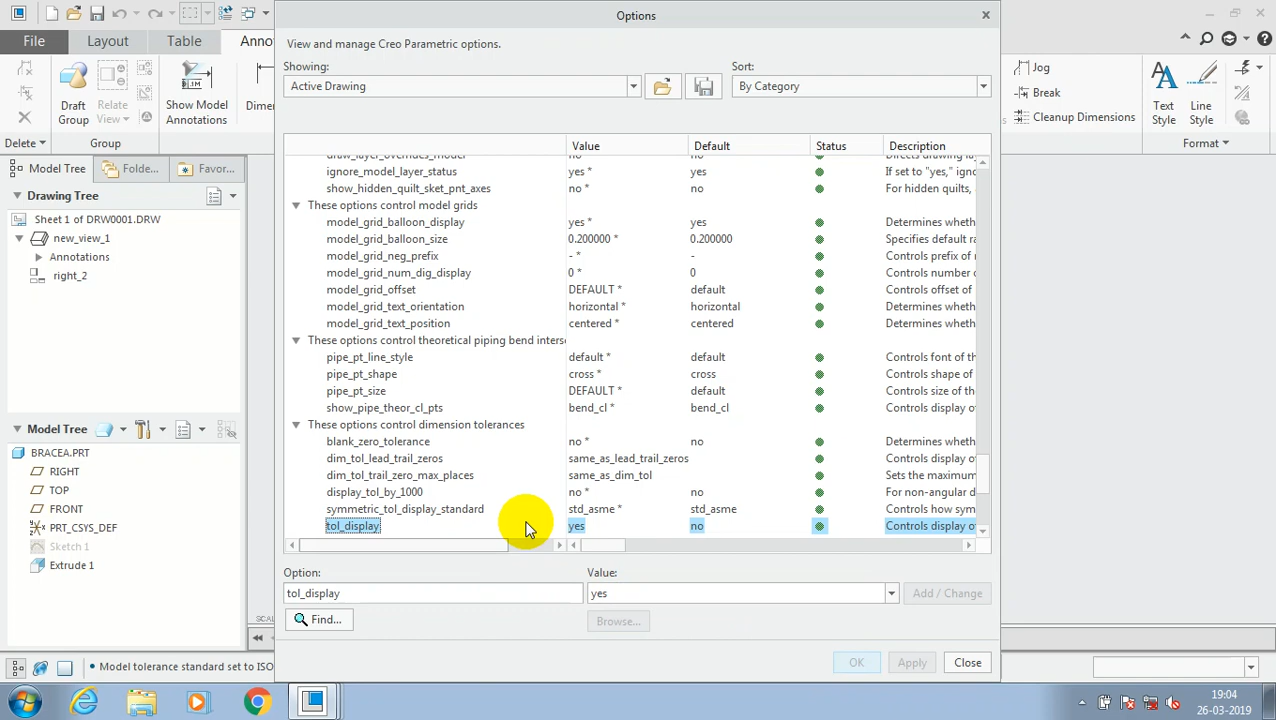 Options
File
Layout
Table
Anno
Draft
Group
Relate
View
Show Model
Annotations
Dimen
Delete
Group
Jog
Break
Cleanup Dimensions
Text
Style
Line
Style
Format
View and manage Creo Parametric options.
Showing:
Sort:
Active Drawing
By Category
Model Tree
Folde...
Favor...
Drawing Tree
Sheet 1 of DRW0001.DRW
new_view_1
Annotations
right_2
Model Tree
BRACEA.PRT
RIGHT
TOP
FRONT
PRT_CSYS_DEF
Sketch 1
Extrude 1
Value Default Status Description
draw_layer_overrides_model no * no Directs drawing la
ignore_model_layer_status yes * yes If set to "yes," igno
show_hidden_quilt_sket_pnt_axes no * no For hidden quilts,
These options control model grids
model_grid_balloon_display yes * yes Determines wheth
model_grid_balloon_size 0.200000 * 0.200000 Specifies default ra
model_grid_neg_prefix - * - Controls prefix of
model_grid_num_dig_display 0 * 0 Controls number
model_grid_offset DEFAULT * default Controls offset of
model_grid_text_orientation horizontal * horizontal Determines wheth
model_grid_text_position centered * centered Determines wheth
These options control theoretical piping bend interse
pipe_pt_line_style default * default Controls font of th
pipe_pt_shape cross * cross Controls shape of
pipe_pt_size DEFAULT * default Controls size of the
show_pipe_theor_cl_pts bend_cl * bend_cl Controls display o
These options control dimension tolerances
blank_zero_tolerance no * no Determines wheth
dim_tol_lead_trail_zeros same_as_lead_trail_zeros Controls display o
dim_tol_trail_zero_max_places same_as_dim_tol Sets the maximum
display_tol_by_1000 no * no For non-angular d
symmetric_tol_display_standard std_asme * std_asme Controls how sym
tol_display yes no Controls display o
Option:
Value:
tol_display
yes
Add / Change
Find...
Browse...
OK
Apply
Close
SCAL
Model tolerance standard set to ISO
19:04
26-03-2019